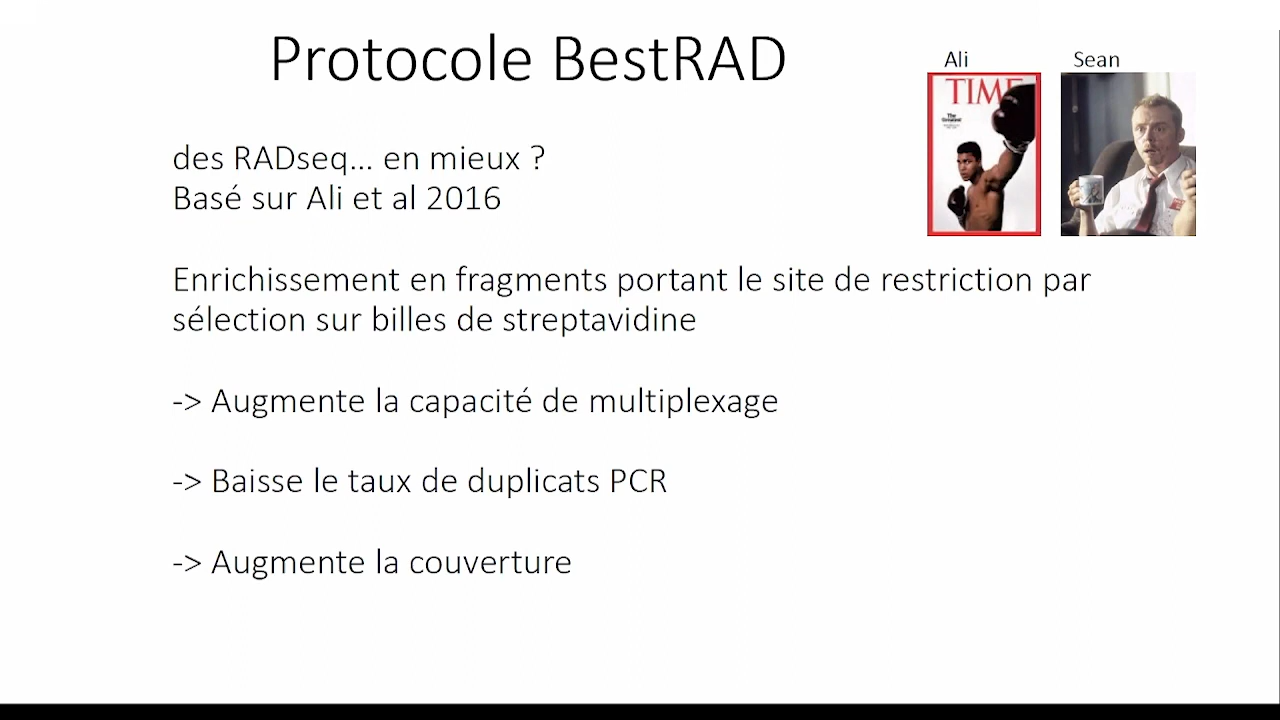 Protocole BestRAD
Ali
Sean
TIME
The
Greatest
des RADseq... en mieux ?
Basé sur Ali et al 2016
Enrichissement en fragments portant le site de restriction par
sélection sur billes de streptavidine
-> Augmente la capacité de multiplexage
-> Baisse le taux de duplicats PCR
-> Augmente la couverture